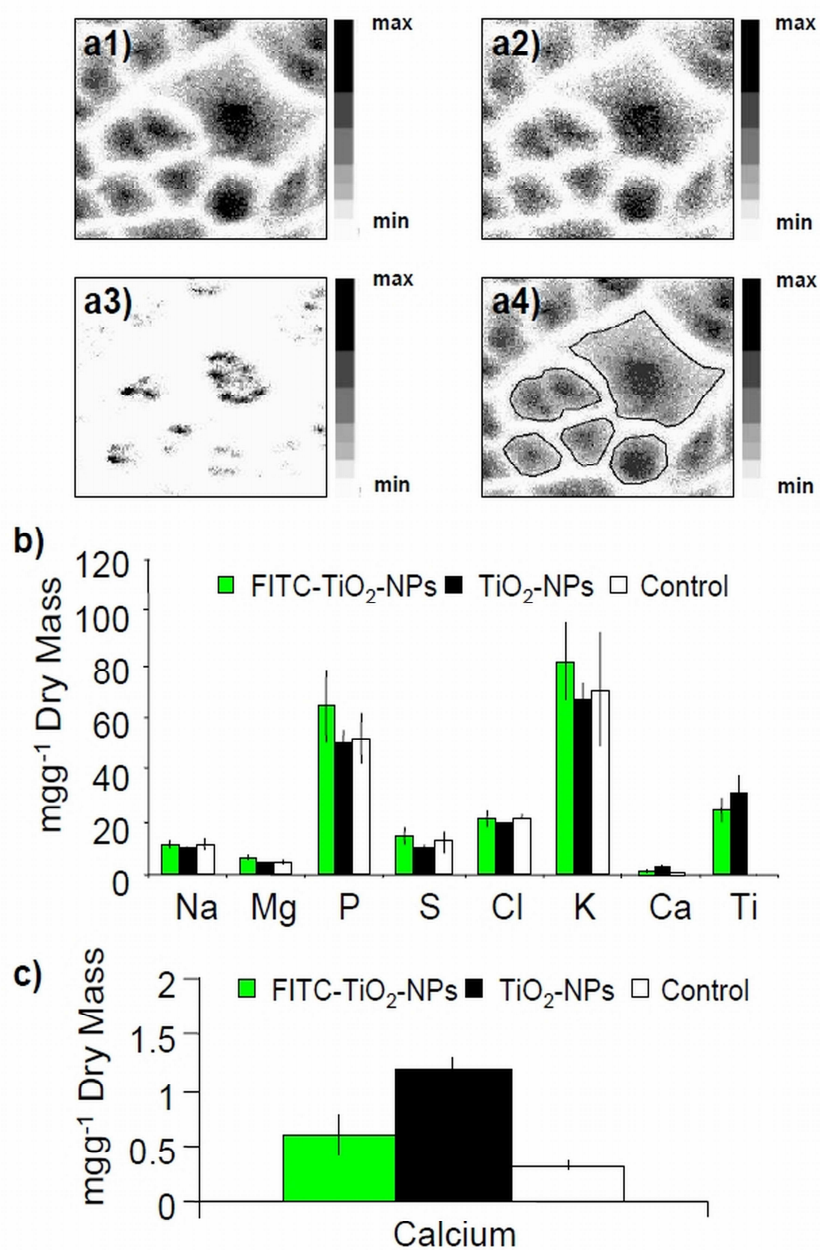 a1)
max
min
a2)
max
min
a3)
max
min
a4)
max
min
b)
mgg⁻¹ Dry Mass
120
100
80
60
40
20
0
FITC-TiO₂-NPs TiO₂-NPs Control
Na Mg P S Cl K Ca Ti
c)
mgg⁻¹ Dry Mass
2
1.5
1
0.5
0
FITC-TiO₂-NPs TiO₂-NPs Control
Calcium